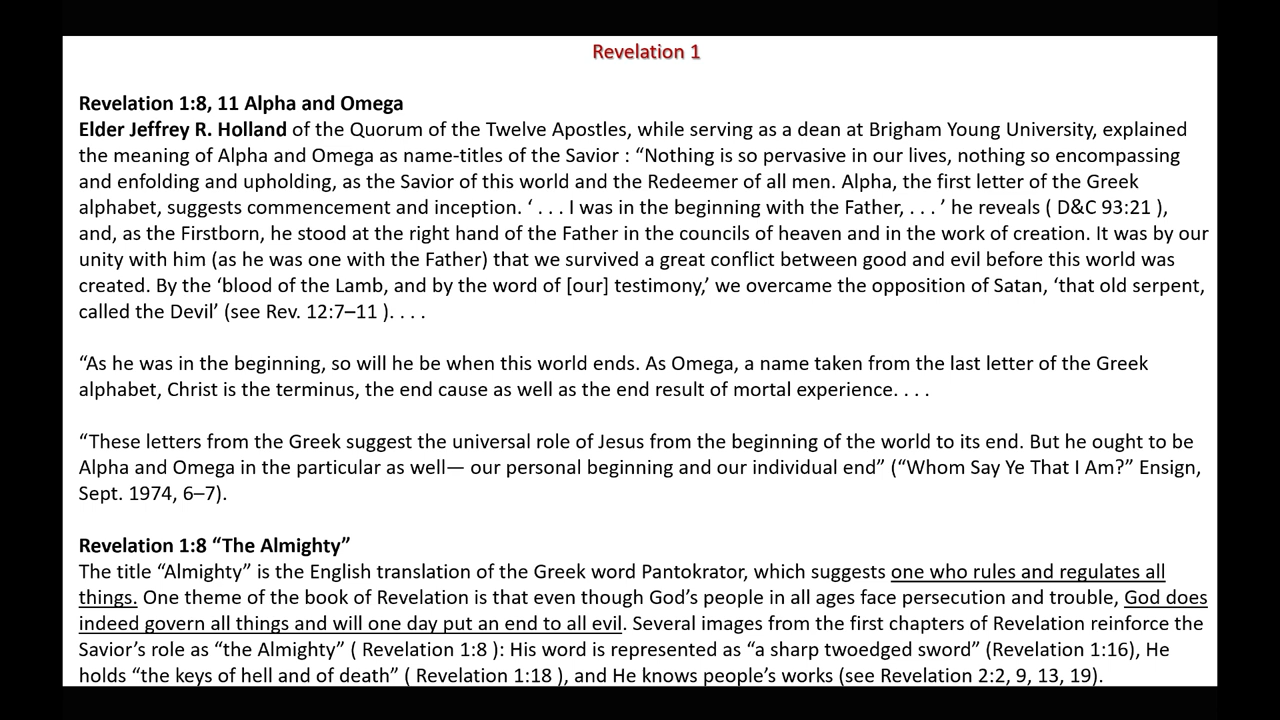 Revelation 1
Revelation 1:8, 11 Alpha and Omega
Elder Jeffrey R. Holland of the Quorum of the Twelve Apostles, while serving as a dean at Brigham Young University, explained
the meaning of Alpha and Omega as name-titles of the Savior : “Nothing is so pervasive in our lives, nothing so encompassing
and enfolding and upholding, as the Savior of this world and the Redeemer of all men. Alpha, the first letter of the Greek
alphabet, suggests commencement and inception. ‘ . . . I was in the beginning with the Father, . . . ’ he reveals ( D&C 93:21 ),
and, as the Firstborn, he stood at the right hand of the Father in the councils of heaven and in the work of creation. It was by our
unity with him (as he was one with the Father) that we survived a great conflict between good and evil before this world was
created. By the ‘blood of the Lamb, and by the word of [our] testimony,’ we overcame the opposition of Satan, ‘that old serpent,
called the Devil’ (see Rev. 12:7–11 ). . . .
“As he was in the beginning, so will he be when this world ends. As Omega, a name taken from the last letter of the Greek
alphabet, Christ is the terminus, the end cause as well as the end result of mortal experience. . . .
“These letters from the Greek suggest the universal role of Jesus from the beginning of the world to its end. But he ought to be
Alpha and Omega in the particular as well— our personal beginning and our individual end” (“Whom Say Ye That I Am?” Ensign,
Sept. 1974, 6–7).
Revelation 1:8 “The Almighty”
The title “Almighty” is the English translation of the Greek word Pantokrator, which suggests one who rules and regulates all
things. One theme of the book of Revelation is that even though God’s people in all ages face persecution and trouble, God does
indeed govern all things and will one day put an end to all evil. Several images from the first chapters of Revelation reinforce the
Savior’s role as “the Almighty” ( Revelation 1:8 ): His word is represented as “a sharp twoedged sword” (Revelation 1:16), He
holds “the keys of hell and of death” ( Revelation 1:18 ), and He knows people’s works (see Revelation 2:2, 9, 13, 19).